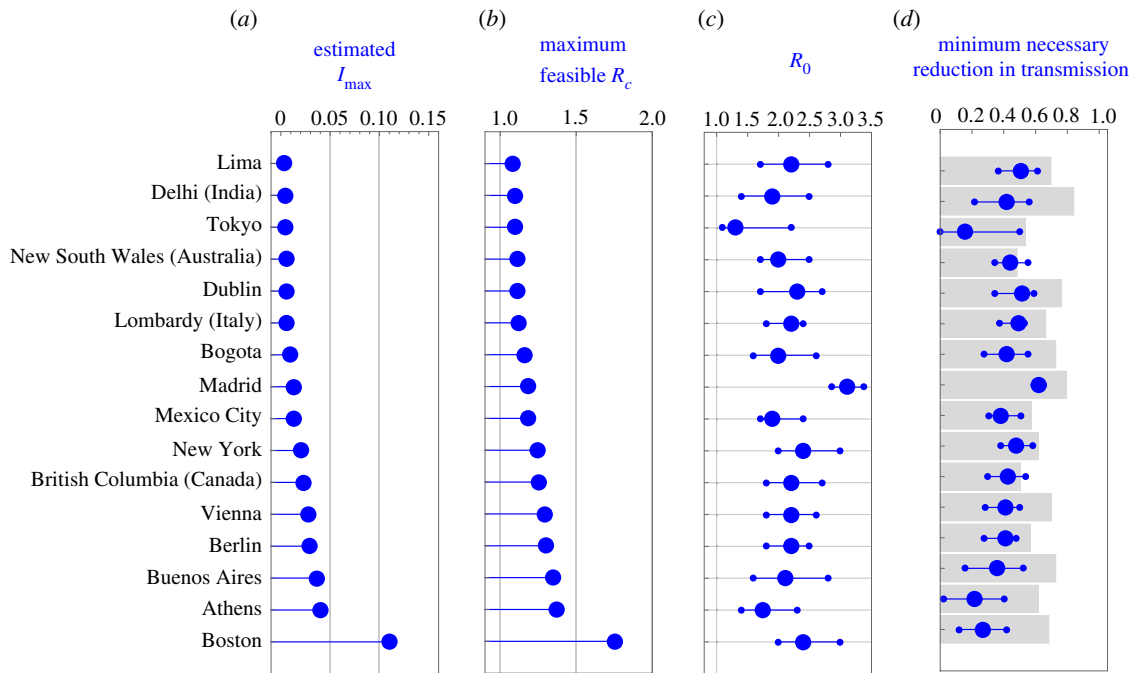 (a) (b) (c) (d)
estimated
I_max
maximum
feasible R_c
R_0
minimum necessary
reduction in transmission
0 0.05 0.10 0.15
1.0 1.5 2.0
1.0 1.5 2.0 2.5 3.0 3.5
0 0.2 0.4 0.6 0.8 1.0
Lima
Delhi (India)
Tokyo
New South Wales (Australia)
Dublin
Lombardy (Italy)
Bogota
Madrid
Mexico City
New York
British Columbia (Canada)
Vienna
Berlin
Buenos Aires
Athens
Boston